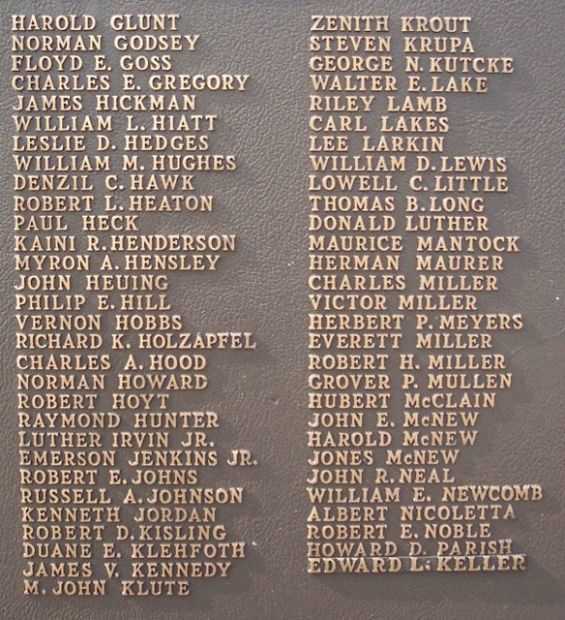 HAROLD GLUNT
NORMAN GODSEY
FLOYD E. GOSS
CHARLES E. GREGORY
JAMES HICKMAN
WILLIAM L. HIATT
LESLIE D. HEDGES
WILLIAM M. HUGHES
DENZIL C. HAWK
ROBERT L. HEATON
PAUL HECK
KAINI R. HENDERSON
MYRON A. HENSLEY
JOHN HEUING
PHILIP E. HILL
VERNON HOBBS
RICHARD K. HOLZAPFEL
CHARLES A. HOOD
NORMAN HOWARD
ROBERT HOYT
RAYMOND HUNTER
LUTHER IRVIN JR.
EMERSON JENKINS JR.
ROBERT E. JOHNS
RUSSELL A. JOHNSON
KENNETH JORDAN
ROBERT D. KISLING
DUANE E. KLEHFOTH
JAMES V. KENNEDY
M. JOHN KLUTE
ZENITH KROUT
STEVEN KRUPA
GEORGE N. KUTCKE
WALTER E. LAKE
RILEY LAMB
CARL LAKES
LEE LARKIN
WILLIAM D. LEWIS
LOWELL C. LITTLE
THOMAS B. LONG
DONALD LUTHER
MAURICE MANTOCK
HERMAN MAURER
CHARLES MILLER
VICTOR MILLER
HERBERT P. MEYERS
EVERETT MILLER
ROBERT H. MILLER
GROVER P. MULLEN
HUBERT McCLAIN
JOHN E. McNEW
HAROLD McNEW
JONES McNEW
JOHN R. NEAL
WILLIAM E. NEWCOMB
ALBERT NICOLETTA
ROBERT E. NOBLE
HOWARD D. PARISH
EDWARD L. KELLER